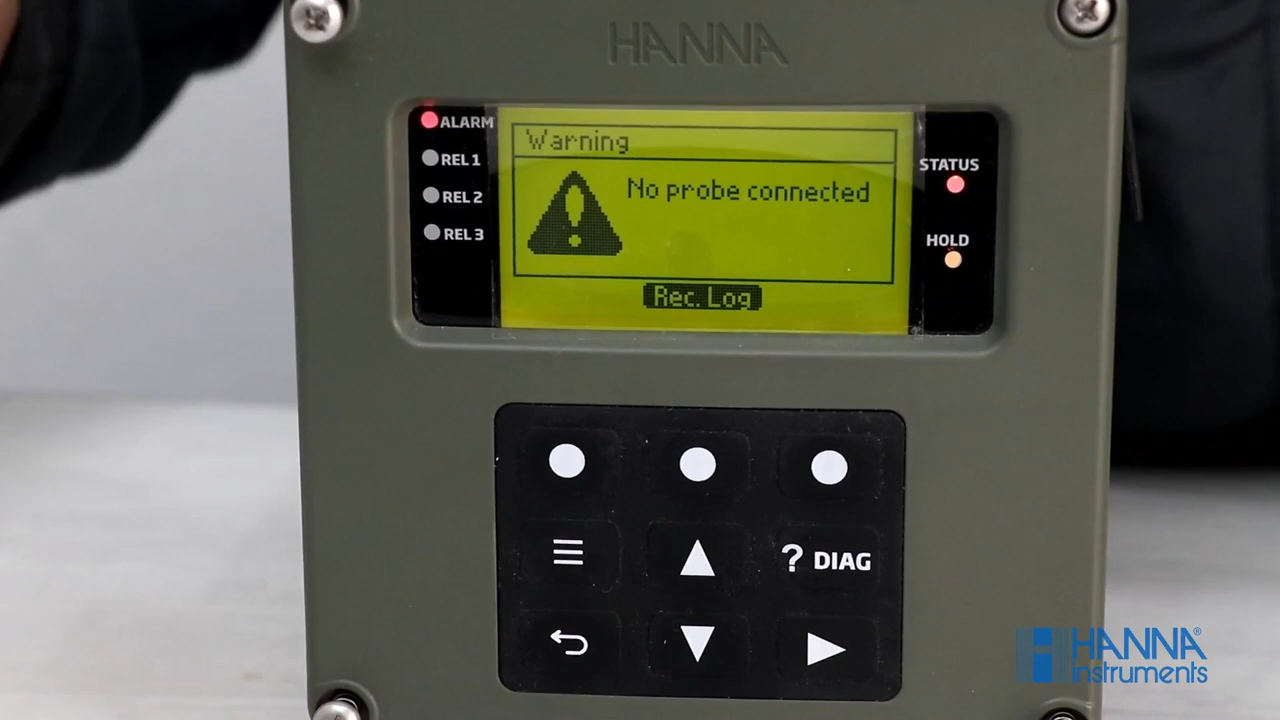 HANNA
ALARM
REL 1
REL 2
REL 3
Warning
No probe connected
Rec. Log
STATUS
HOLD
? DIAG
HANNA®
instruments